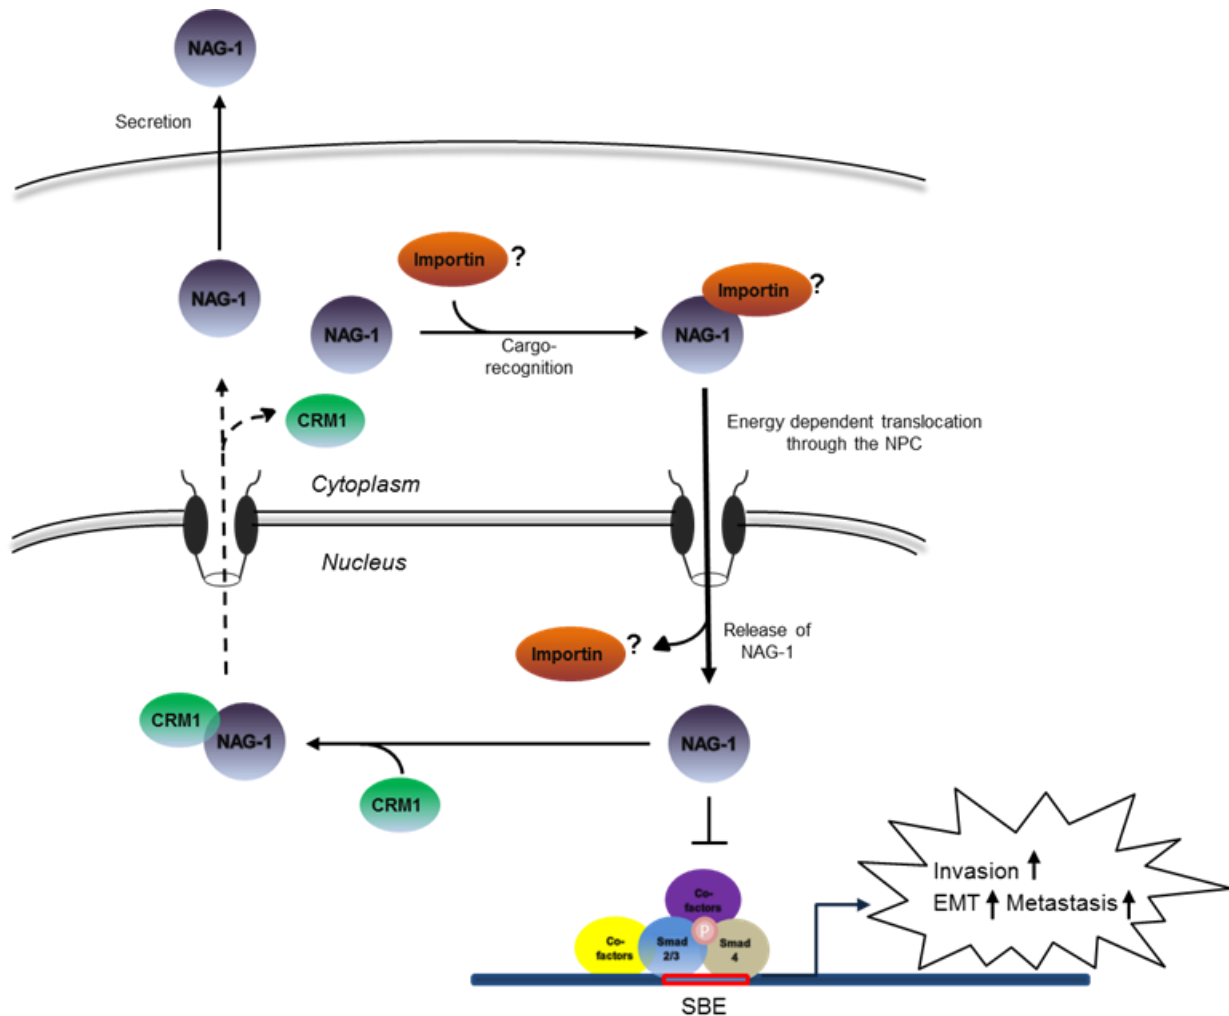 NAG-1
Secretion
Importin ?
NAG-1
Importin ?
NAG-1
NAG-1
Cargo-
recognition
CRM1
Energy dependent translocation
through the NPC
Cytoplasm
Nucleus
Importin ?
Release of
NAG-1
CRM1
NAG-1
NAG-1
CRM1
Invasion
EMT Metastasis
Co-
factors
Co-
factors
Smad
2/3
P
Smad
4
SBE